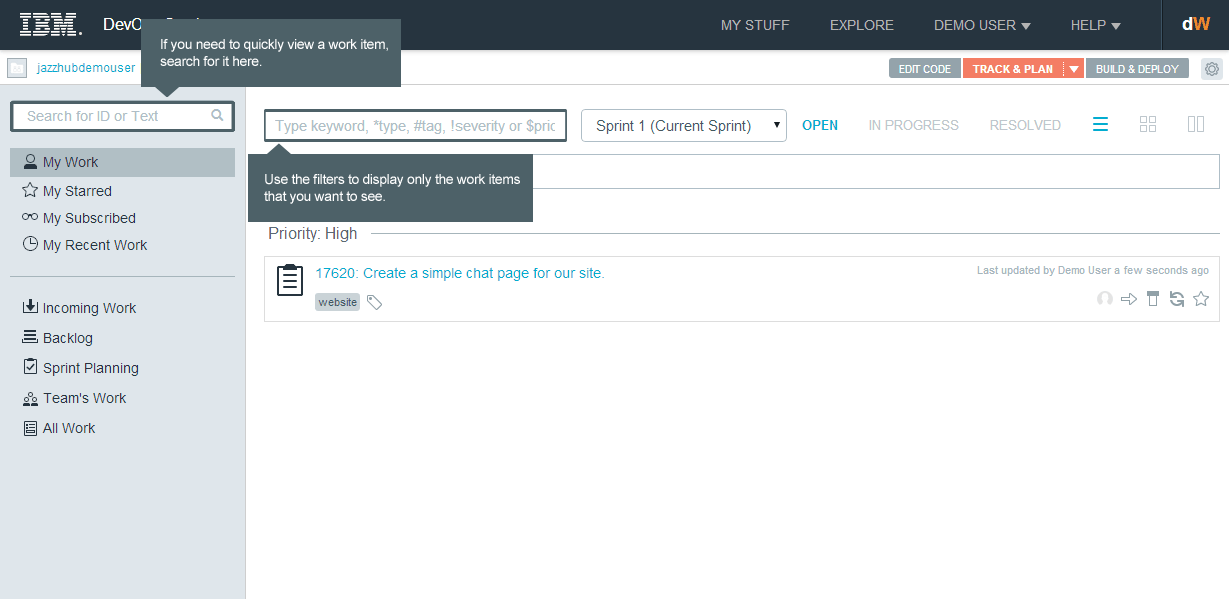 IBM.
MY STUFF
EXPLORE
DEMO USER
HELP
dW
If you need to quickly view a work item,
search for it here.
jazzhubdemouser
EDIT CODE
TRACK & PLAN
BUILD & DEPLOY
Search for ID or Text
Type keyword, *type, #tag, !severity or $pric
Sprint 1 (Current Sprint)
OPEN
IN PROGRESS
RESOLVED
Use the filters to display only the work items
that you want to see.
My Work
My Starred
My Subscribed
My Recent Work
Incoming Work
Backlog
Sprint Planning
Team's Work
All Work
Priority: High
17620: Create a simple chat page for our site.
Last updated by Demo User a few seconds ago
website